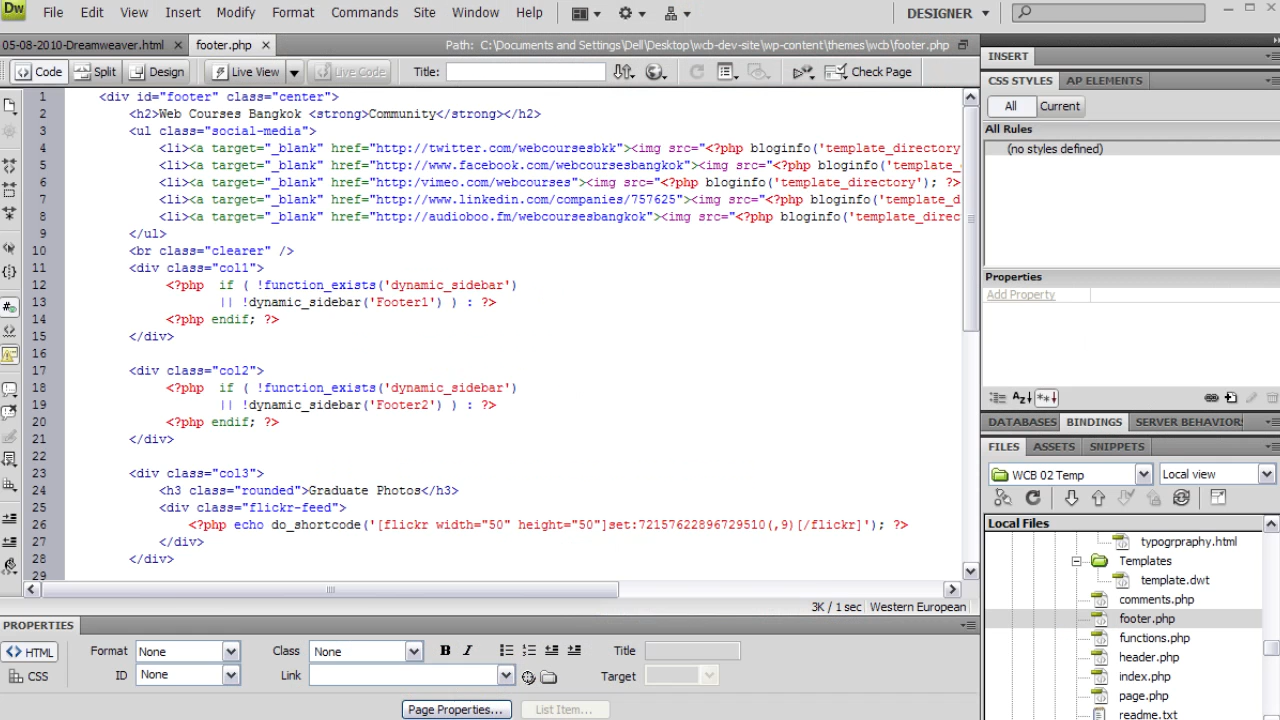 Dw File Edit View Insert Modify Format Commands Site Window Help DESIGNER
05-08-2010-Dreamweaver.html × footer.php × Path: C:\Documents and Settings\Dell\Desktop\wcb-dev-site\wp-content\themes\wcb\footer.php
Code Split Design Live View Live Code Title: Check Page
1 <div id="footer" class="center">
2 <h2>Web Courses Bangkok <strong>Community</strong></h2>
3 <ul class="social-media">
4 <li><a target="_blank" href="http://twitter.com/webcoursesbkk"><img src="<?php bloginfo('template_directory
5 <li><a target="_blank" href="http://www.facebook.com/webcoursesbangkok"><img src="<?php bloginfo('template_
6 <li><a target="_blank" href="http:/vimeo.com/webcourses"><img src="<?php bloginfo('template_directory'); ?>
7 <li><a target="_blank" href="http://www.linkedin.com/companies/757625"><img src="<?php bloginfo('template_d
8 <li><a target="_blank" href="http://audioboo.fm/webcoursesbangkok"><img src="<?php bloginfo('template_direc
9 </ul>
10 <br class="clearer" />
11 <div class="col1">
12 <?php if ( !function_exists('dynamic_sidebar')
13 || !dynamic_sidebar('Footer1') ) : ?>
14 <?php endif; ?>
15 </div>
16
17 <div class="col2">
18 <?php if ( !function_exists('dynamic_sidebar')
19 || !dynamic_sidebar('Footer2') ) : ?>
20 <?php endif; ?>
21 </div>
22
23 <div class="col3">
24 <h3 class="rounded">Graduate Photos</h3>
25 <div class="flickr-feed">
26 <?php echo do_shortcode('[flickr width="50" height="50"]set:72157622896729510(,9)[/flickr]'); ?>
27 </div>
28 </div>
29
3K / 1 sec Western European
PROPERTIES
HTML Format None Class None B I Title
CSS ID None Link Target
Page Properties... List Item...
INSERT
CSS STYLES AP ELEMENTS
All Current
All Rules
(no styles defined)
Properties
Add Property
DATABASES BINDINGS SERVER BEHAVIOR
FILES ASSETS SNIPPETS
WCB 02 Temp Local view
Local Files
typogrpraphy.html
Templates
template.dwt
comments.php
footer.php
functions.php
header.php
index.php
page.php
readme.txt